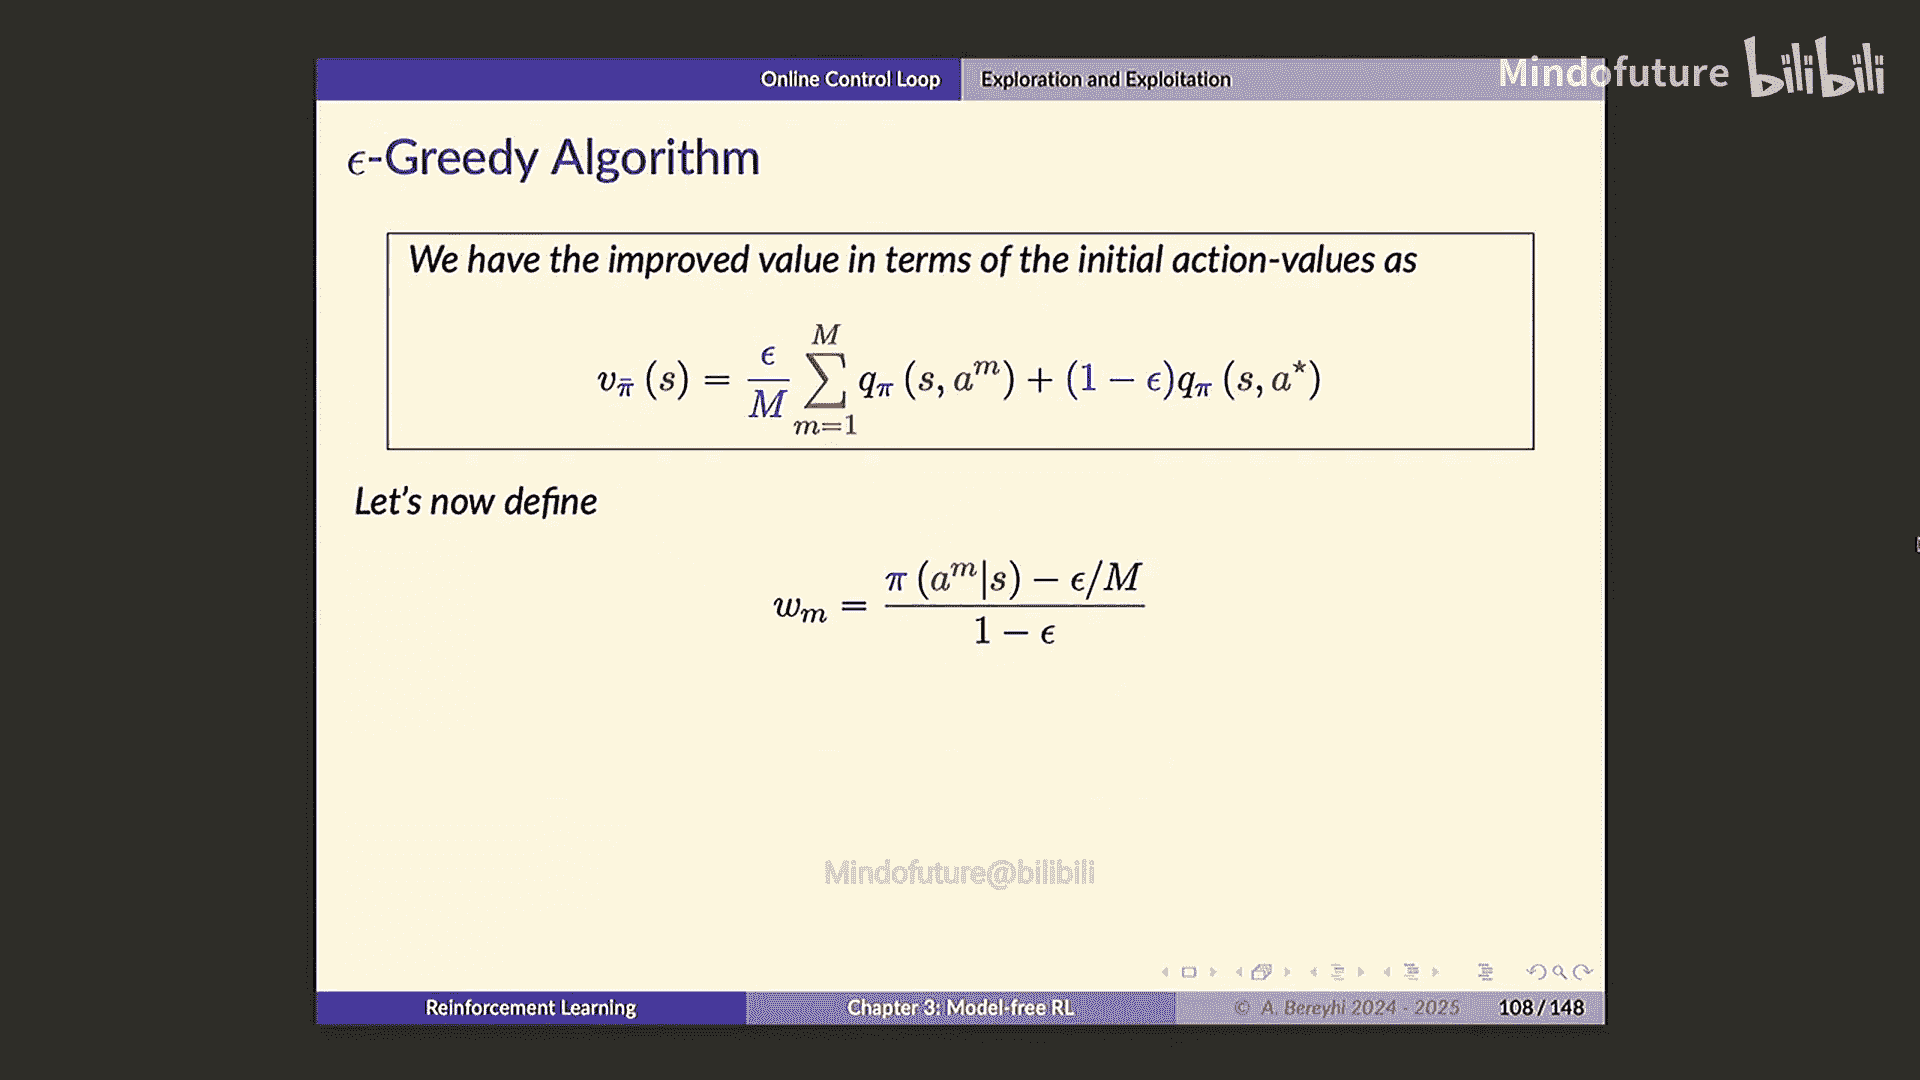 Online Control Loop Exploration and Exploitation
Mindofuture bilibili
ϵ-Greedy Algorithm
We have the improved value in terms of the initial action-values as
v_π̄ (s) = ϵ/M ∑_{m=1}^{M} q_π (s, a^m) + (1 − ϵ)q_π (s, a^⋆)
Let's now define
w_m = (π (a^m|s) − ϵ/M) / (1 − ϵ)
Mindofuture@bilibili
Reinforcement Learning Chapter 3: Model-free RL © A. Bereyhi 2024 - 2025 108 / 148